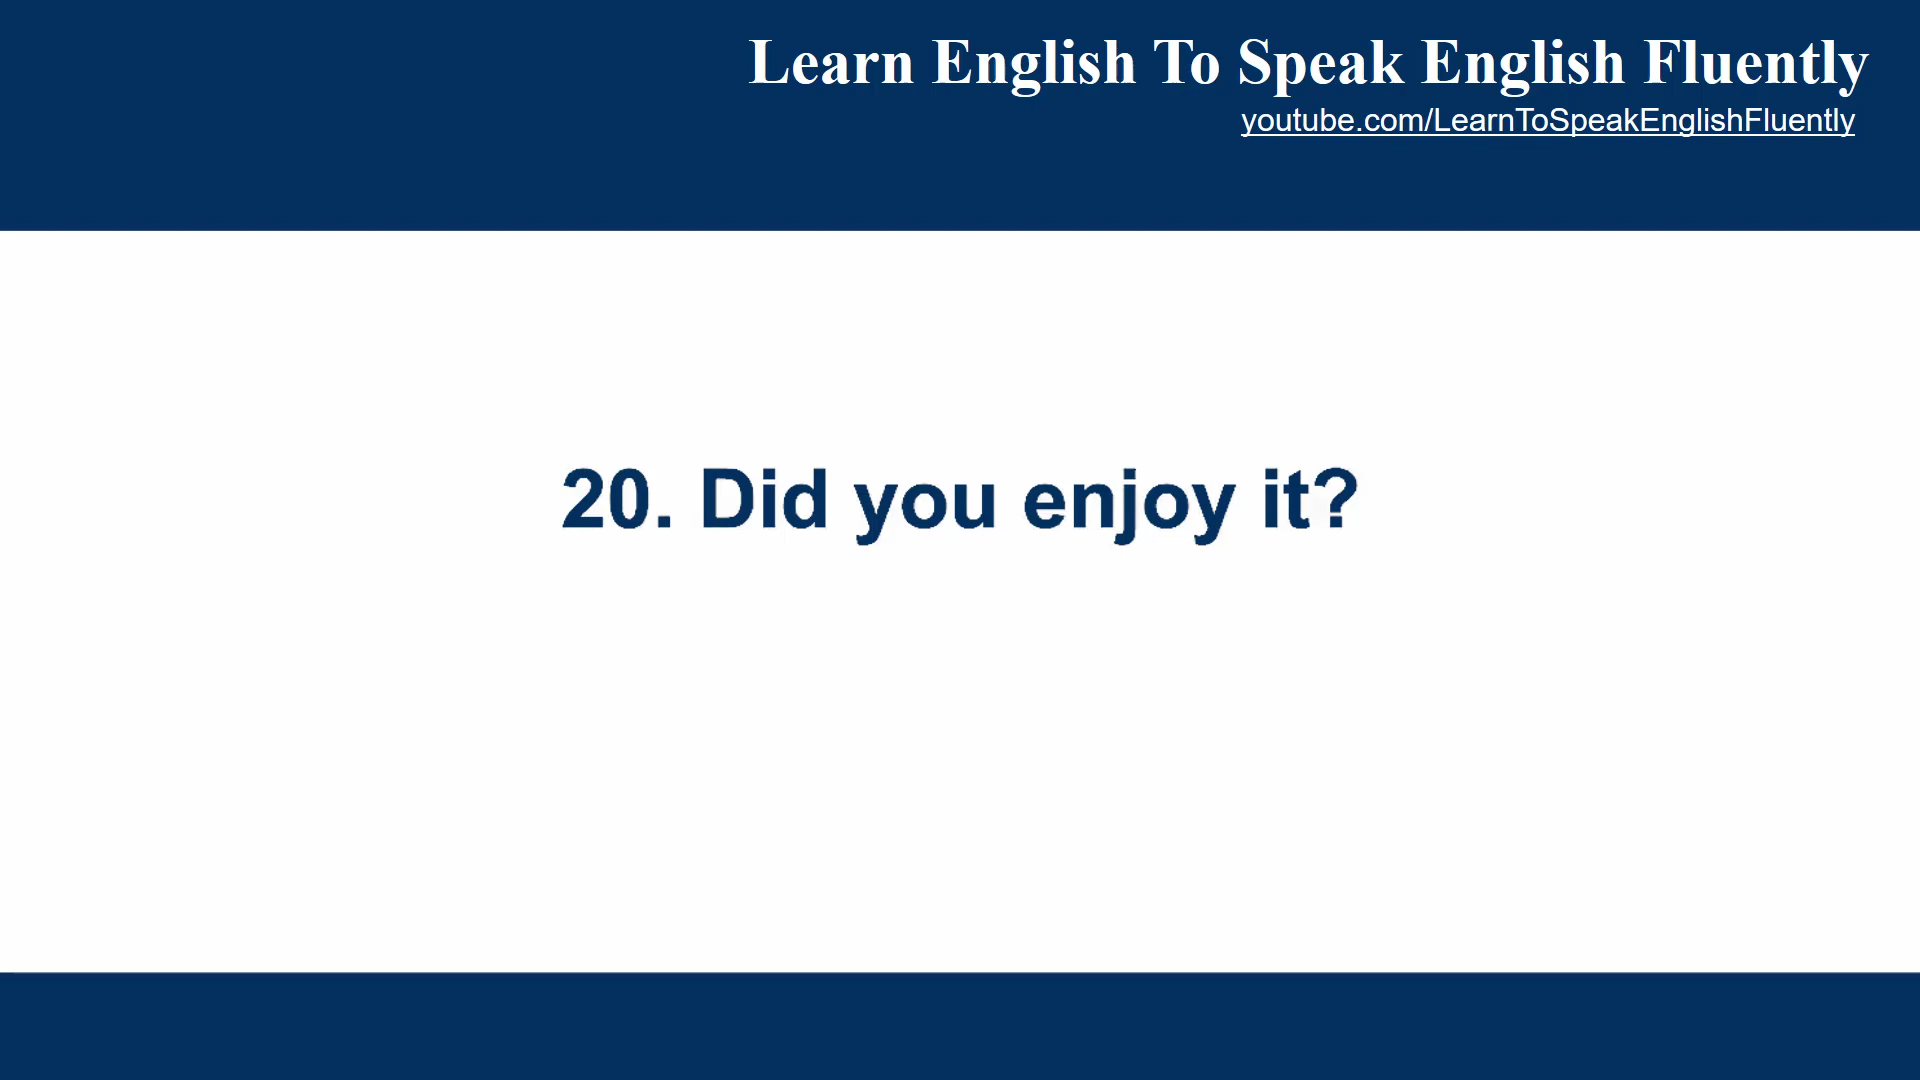 Learn English To Speak English Fluently
youtube.com/LearnToSpeakEnglishFluently
20. Did you enjoy it?